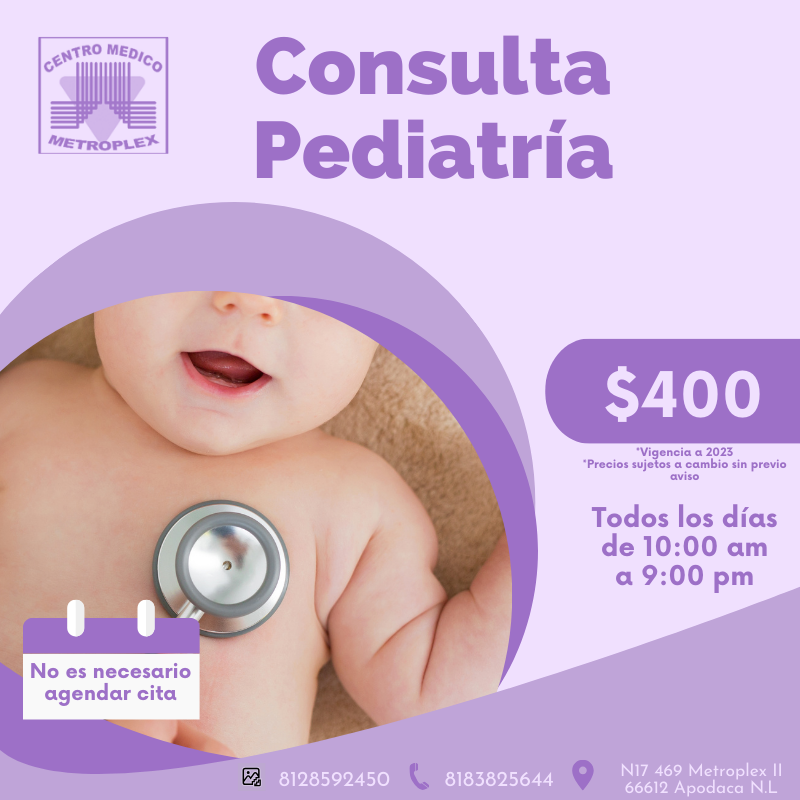 CENTRO MEDICO
METROPLEX
Consulta
Pediatría
$400
*Vigencia a 2023
*Precios sujetos a cambio sin previo
aviso
Todos los días
de 10:00 am
a 9:00 pm
No es necesario
agendar cita
8128592450
8183825644
N17 469 Metroplex ll
66612 Apodaca N.L